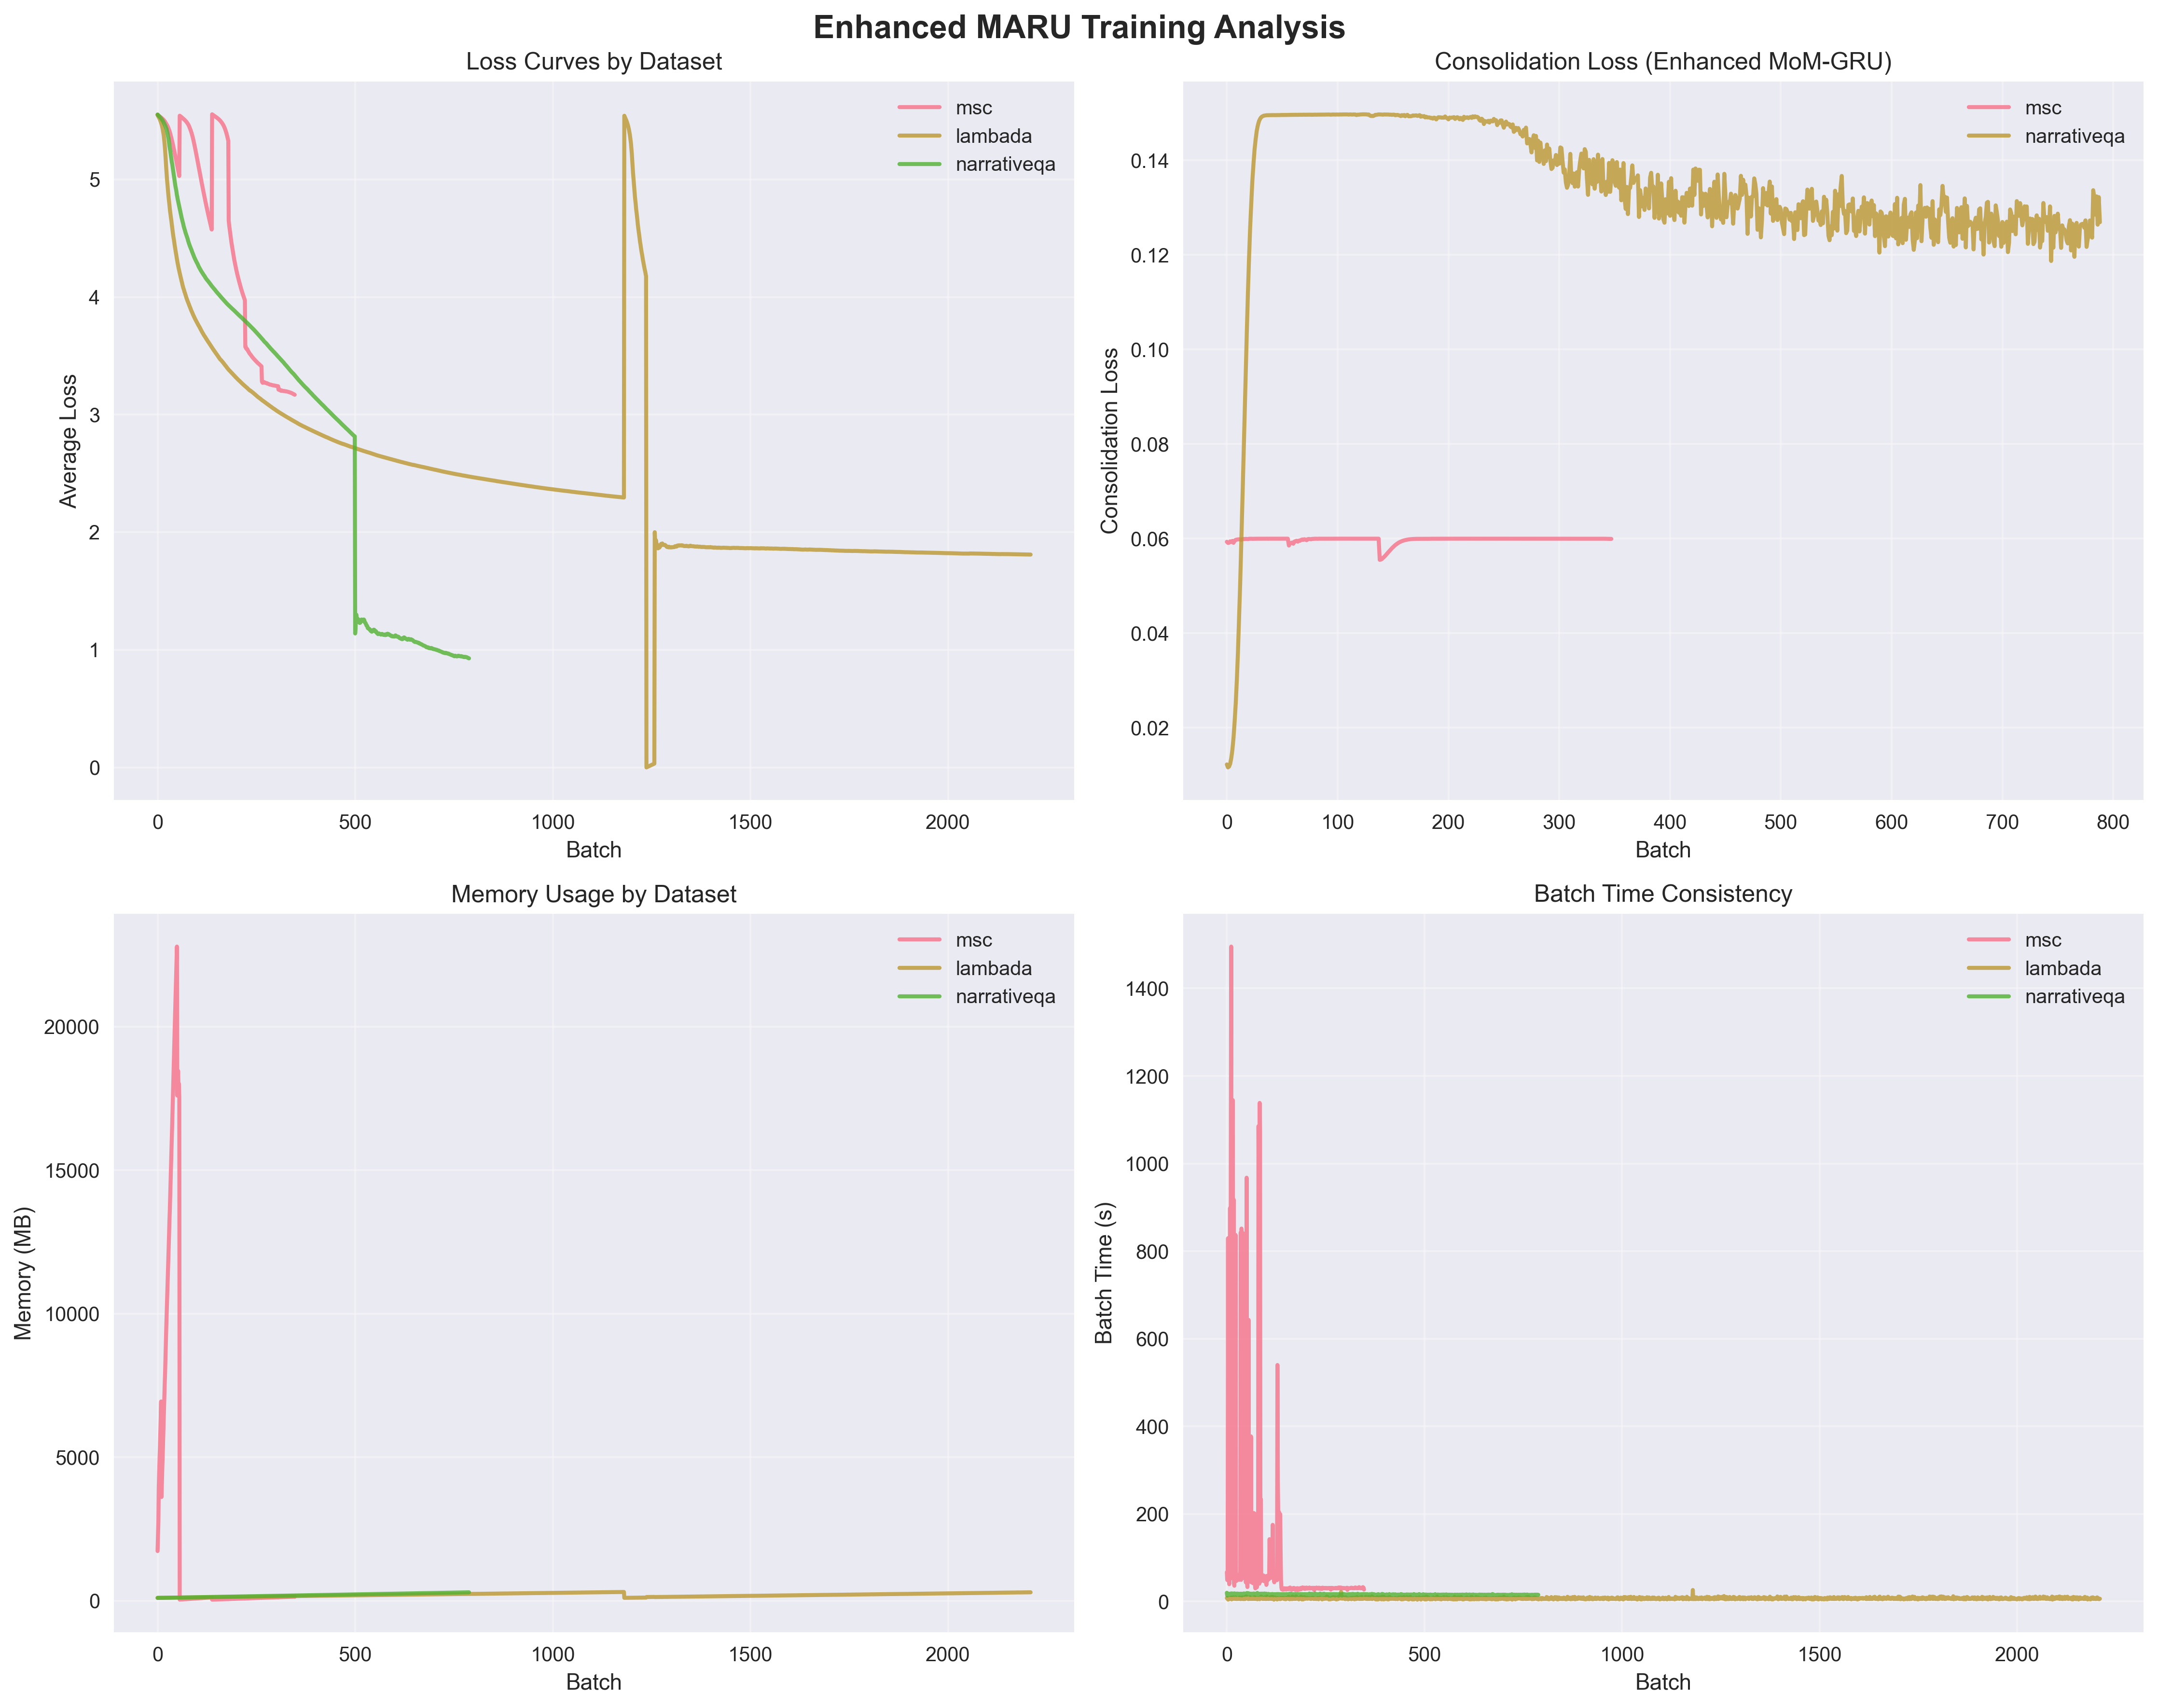 Enhanced MARU Training Analysis
Loss Curves by Dataset
msc
lambada
narrativeqa
5
4
3
2
1
0
Average Loss
0 500 1000 1500 2000
Batch
Consolidation Loss (Enhanced MoM-GRU)
msc
narrativeqa
0.14
0.12
0.10
0.08
0.06
0.04
0.02
Consolidation Loss
0 100 200 300 400 500 600 700 800
Batch
Memory Usage by Dataset
msc
lambada
narrativeqa
20000
15000
10000
5000
0
Memory (MB)
0 500 1000 1500 2000
Batch
Batch Time Consistency
msc
lambada
narrativeqa
1400
1200
1000
800
600
400
200
0
Batch Time (s)
0 500 1000 1500 2000
Batch